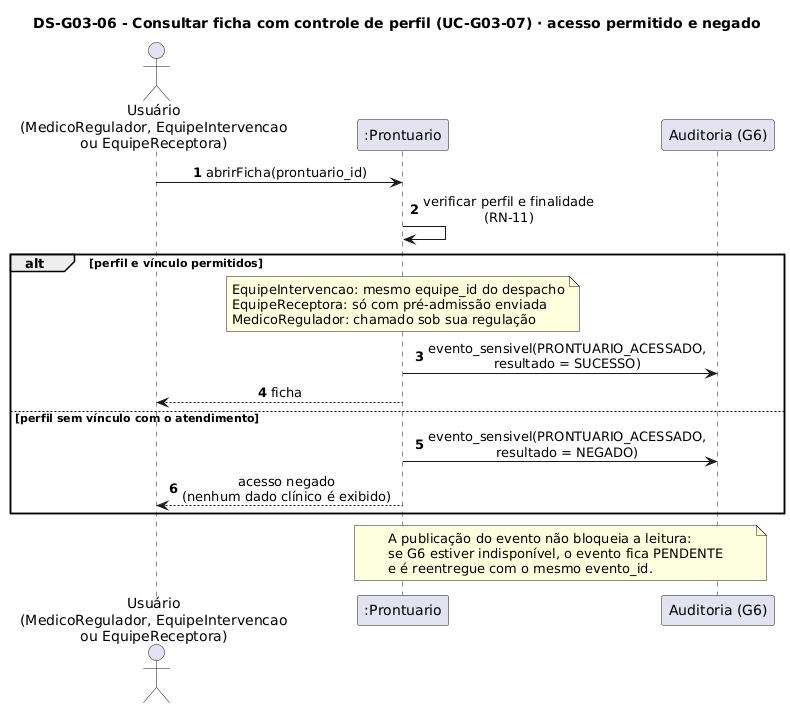 DS-G03-06 - Consultar ficha com controle de perfil (UC-G03-07) · acesso permitido e negado
Usuário
(MedicoRegulador, EquipeIntervencao
ou EquipeReceptora)
:Prontuario
Auditoria (G6)
1 abrirFicha(prontuario_id)
2 verificar perfil e finalidade
(RN-11)
alt [perfil e vínculo permitidos]
EquipeIntervencao: mesmo equipe_id do despacho
EquipeReceptora: só com pré-admissão enviada
MedicoRegulador: chamado sob sua regulação
3 evento_sensivel(PRONTUARIO_ACESSADO,
resultado = SUCESSO)
4 ficha
[perfil sem vínculo com o atendimento]
5 evento_sensivel(PRONTUARIO_ACESSADO,
resultado = NEGADO)
6 acesso negado
(nenhum dado clínico é exibido)
A publicação do evento não bloqueia a leitura:
se G6 estiver indisponível, o evento fica PENDENTE
e é reentregue com o mesmo evento_id.
Usuário
(MedicoRegulador, EquipeIntervencao
ou EquipeReceptora)
:Prontuario
Auditoria (G6)